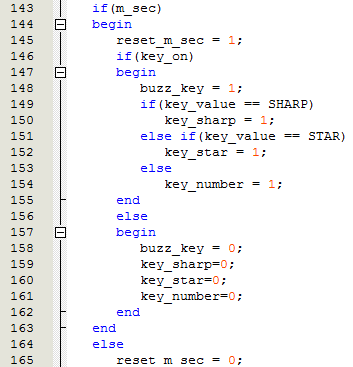 143 if(m_sec)
144 begin
145 reset_m_sec = 1;
146 if(key_on)
147 begin
148 buzz_key = 1;
149 if(key_value == SHARP)
150 key_sharp = 1;
151 else if(key_value == STAR)
152 key_star = 1;
153 else
154 key_number = 1;
155 end
156 else
157 begin
158 buzz_key = 0;
159 key_sharp=0;
160 key_star=0;
161 key_number=0;
162 end
163 end
164 else
165 reset_m_sec = 0;